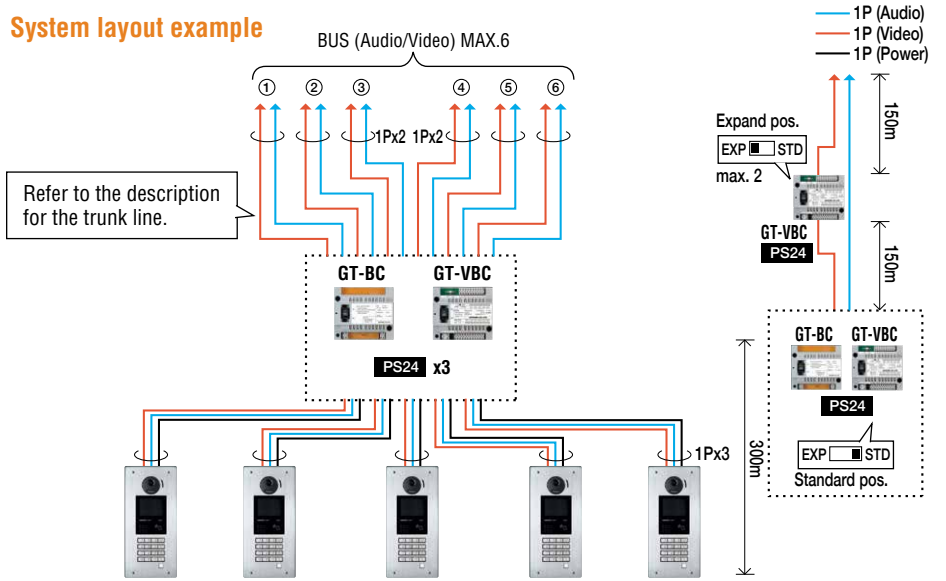 System layout example
BUS (Audio/Video) MAX.6
① ② ③ ④ ⑤ ⑥
1Px2 1Px2
Refer to the description
for the trunk line.
GT-BC GT-VBC
PS24 x3
1Px3
300m
1P (Audio)
1P (Video)
1P (Power)
150m
Expand pos.
EXP STD
max. 2
GT-VBC
PS24
150m
GT-BC GT-VBC
PS24
EXP STD
Standard pos.